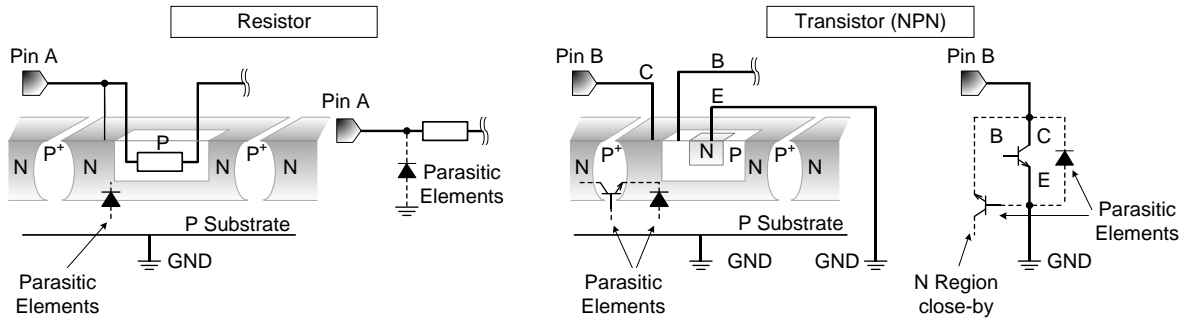 Resistor
Transistor (NPN)
Pin A
Pin B
C
B
E
Pin B
Pin A
N
P+
N
P
N
P+
N
Parasitic
Elements
P Substrate
GND
Parasitic
Elements
N
P+
N
N
P
P+
N
N
P Substrate
GND
GND
Parasitic
Elements
B
C
E
Parasitic
Elements
GND
N Region
close-by